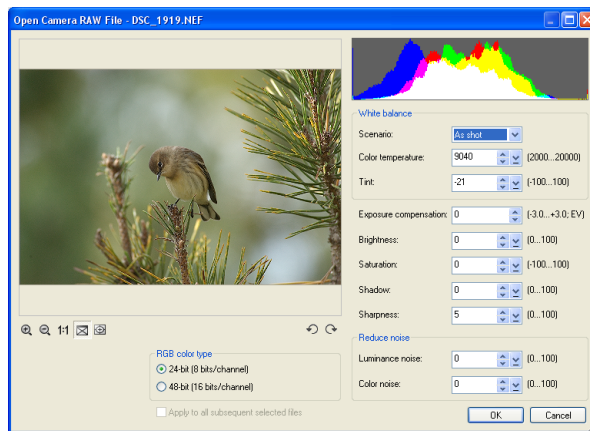 Open Camera RAW File - DSC_1919.NEF
White balance
Scenario: As shot
Color temperature: 9040 (2000...20000)
Tint: -21 (-100...100)
Exposure compensation: 0 (-3.0...+3.0; EV)
Brightness: 0 (0...100)
Saturation: 0 (-100...100)
Shadow: 0 (0...100)
Sharpness: 5 (0...100)
1:1
Reduce noise
Luminance noise: 0 (0...100)
Color noise: 0 (0...100)
RGB color type
24-bit (8 bits/channel)
48-bit (16 bits/channel)
Apply to all subsequent selected files
OK Cancel